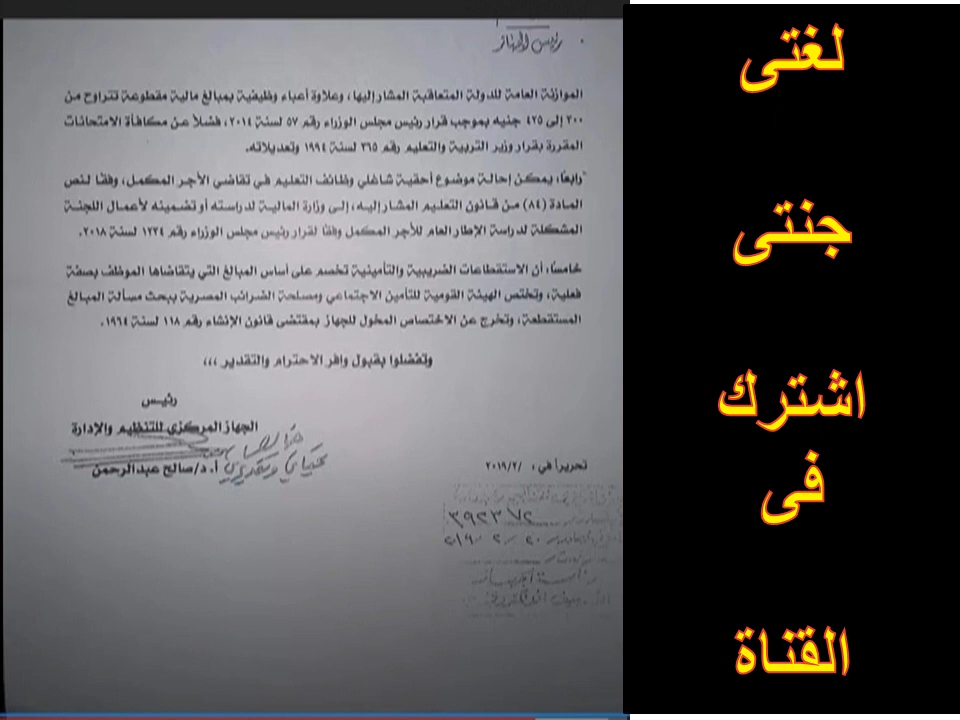 رئيس الجهاز
الموازنة العامة للدولة المتعاقبة المشار إليها، وعلاوة أعباء وظيفية بمبالغ مالية مقطوعة تتراوح من
٢٠٠ إلى ٤٢٥ جنيه بموجب قرار رئيس مجلس الوزراء رقم ٥٧ لسنة ٢٠١٤، فضلاً عن مكافأة الامتحانات
المقررة بقرار وزير التربية والتعليم رقم ٣٦٥ لسنة ١٩٩٤ وتعديلاته.
رابعًا: يمكن إحالة موضوع أحقية شاغلي وظائف التعليم في تقاضي الأجر المكمل، وفقًا لنص
المادة (٨٤) من قانون التعليم المشار إليه، إلى وزارة المالية لدراسته أو تضمينه لأعمال اللجنة
المشكلة لدراسة الإطار العام للأجر المكمل وفقًا لقرار رئيس مجلس الوزراء رقم ١٢٢٤ لسنة ٢٠١٨.
خامسًا: أن الاستقطاعات الضريبية والتأمينية تخصم على أساس المبالغ التي يتقاضاها الموظف بصفة
فعلية، وتختص الهيئة القومية للتأمين الاجتماعي ومصلحة الضرائب المصرية ببحث مسألة المبالغ
المستقطعة، وتخرج عن الاختصاص المخول للجهاز بمقتضى قانون الإنشاء رقم ١١٨ لسنة ١٩٦٤.
وتفضلوا بقبول وافر الاحترام والتقدير ،،،
رئيس
الجهاز المركزي للتنظيم والإدارة
تحياتي وتقديري
أ.د/صالح عبدالرحمن
تحريراً في: /٢/ ٢٠١٩
٣٩٢٣٧٢
لغتى
جنتى
اشترك
فى
القناة